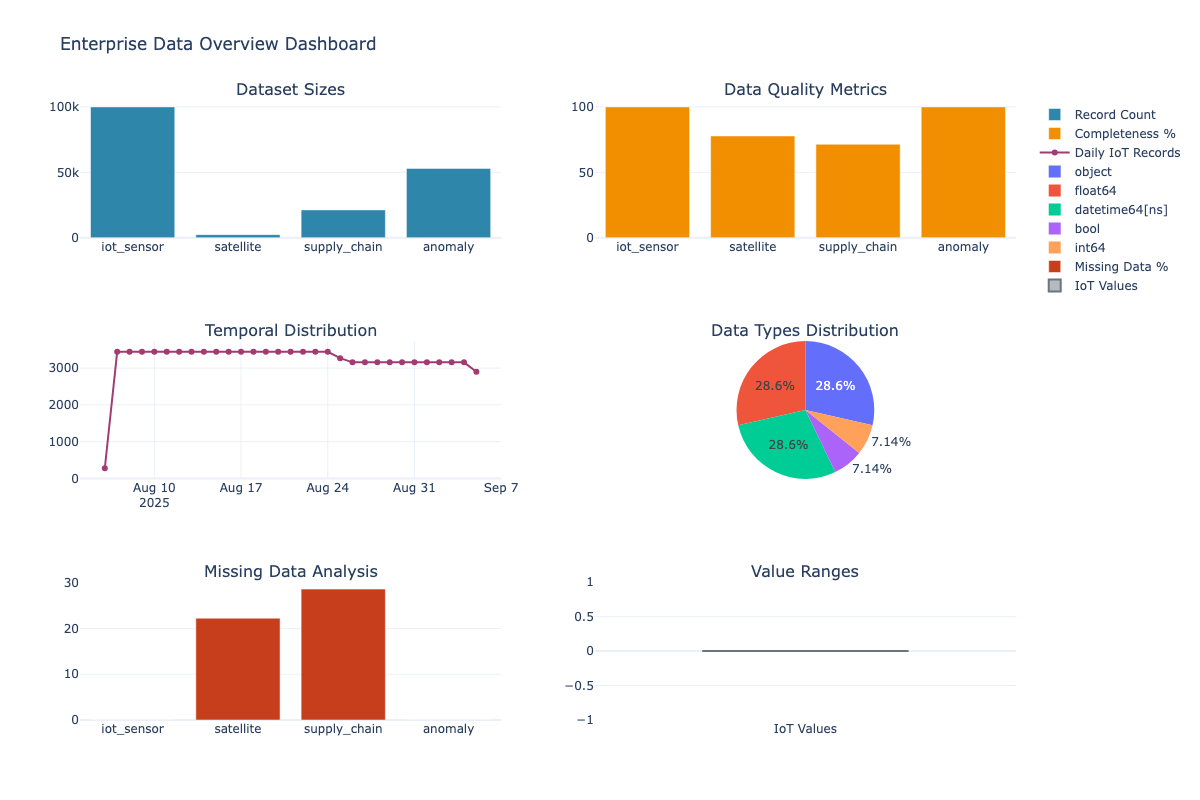 Enterprise Data Overview Dashboard
Dataset Sizes
100k
50k
0
iot_sensor satellite supply_chain anomaly
Data Quality Metrics
100
50
0
iot_sensor satellite supply_chain anomaly
Record Count
Completeness %
Daily IoT Records
object
float64
datetime64[ns]
bool
int64
Missing Data %
IoT Values
Temporal Distribution
3000
2000
1000
0
Aug 10 Aug 17 Aug 24 Aug 31 Sep 7
2025
Data Types Distribution
28.6% 28.6%
28.6%
7.14%
7.14%
Missing Data Analysis
30
20
10
0
iot_sensor satellite supply_chain anomaly
Value Ranges
1
0.5
0
−0.5
−1
IoT Values